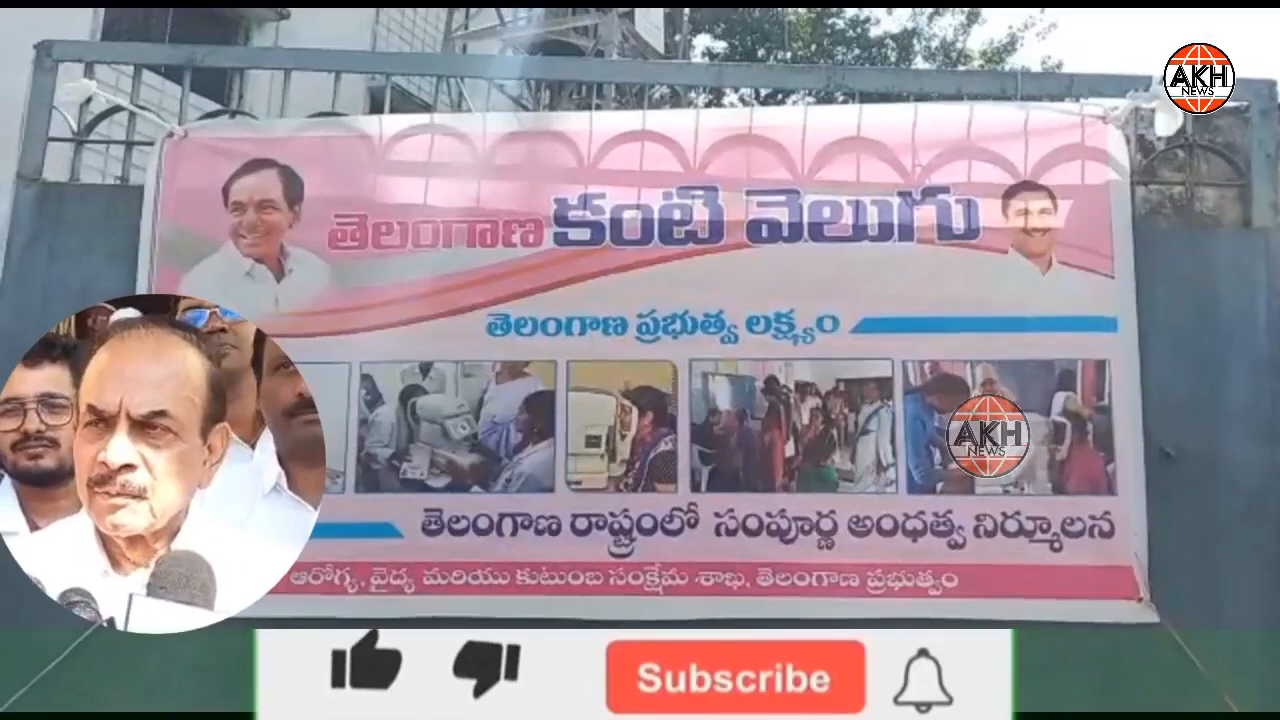 AKH
NEWS
తెలంగాణ కంటి వెలుగు
తెలంగాణ ప్రభుత్వ లక్ష్యం
AKH
NEWS
తెలంగాణ రాష్ట్రంలో సంపూర్ణ అంధత్వ నిర్మూలన
ఆరోగ్య, వైద్య మరియు కుటుంబ సంక్షేమ శాఖ, తెలంగాణ ప్రభుత్వం
Subscribe